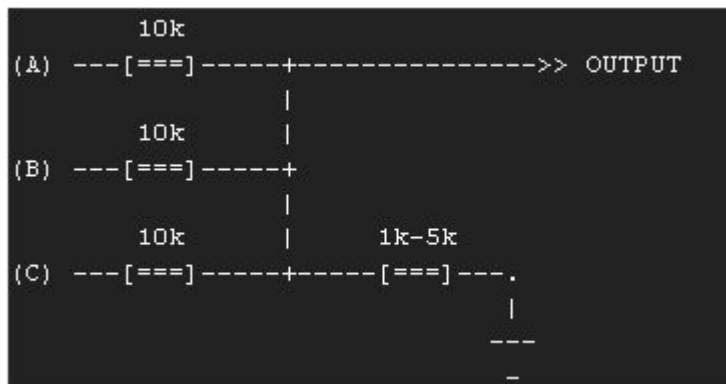 10k
(A) ---[===]-----+---------------->> OUTPUT
|
10k |
(B) ---[===]-----+
|
10k | 1k-5k
(C) ---[===]-----+-----[===]---.
|
---
-